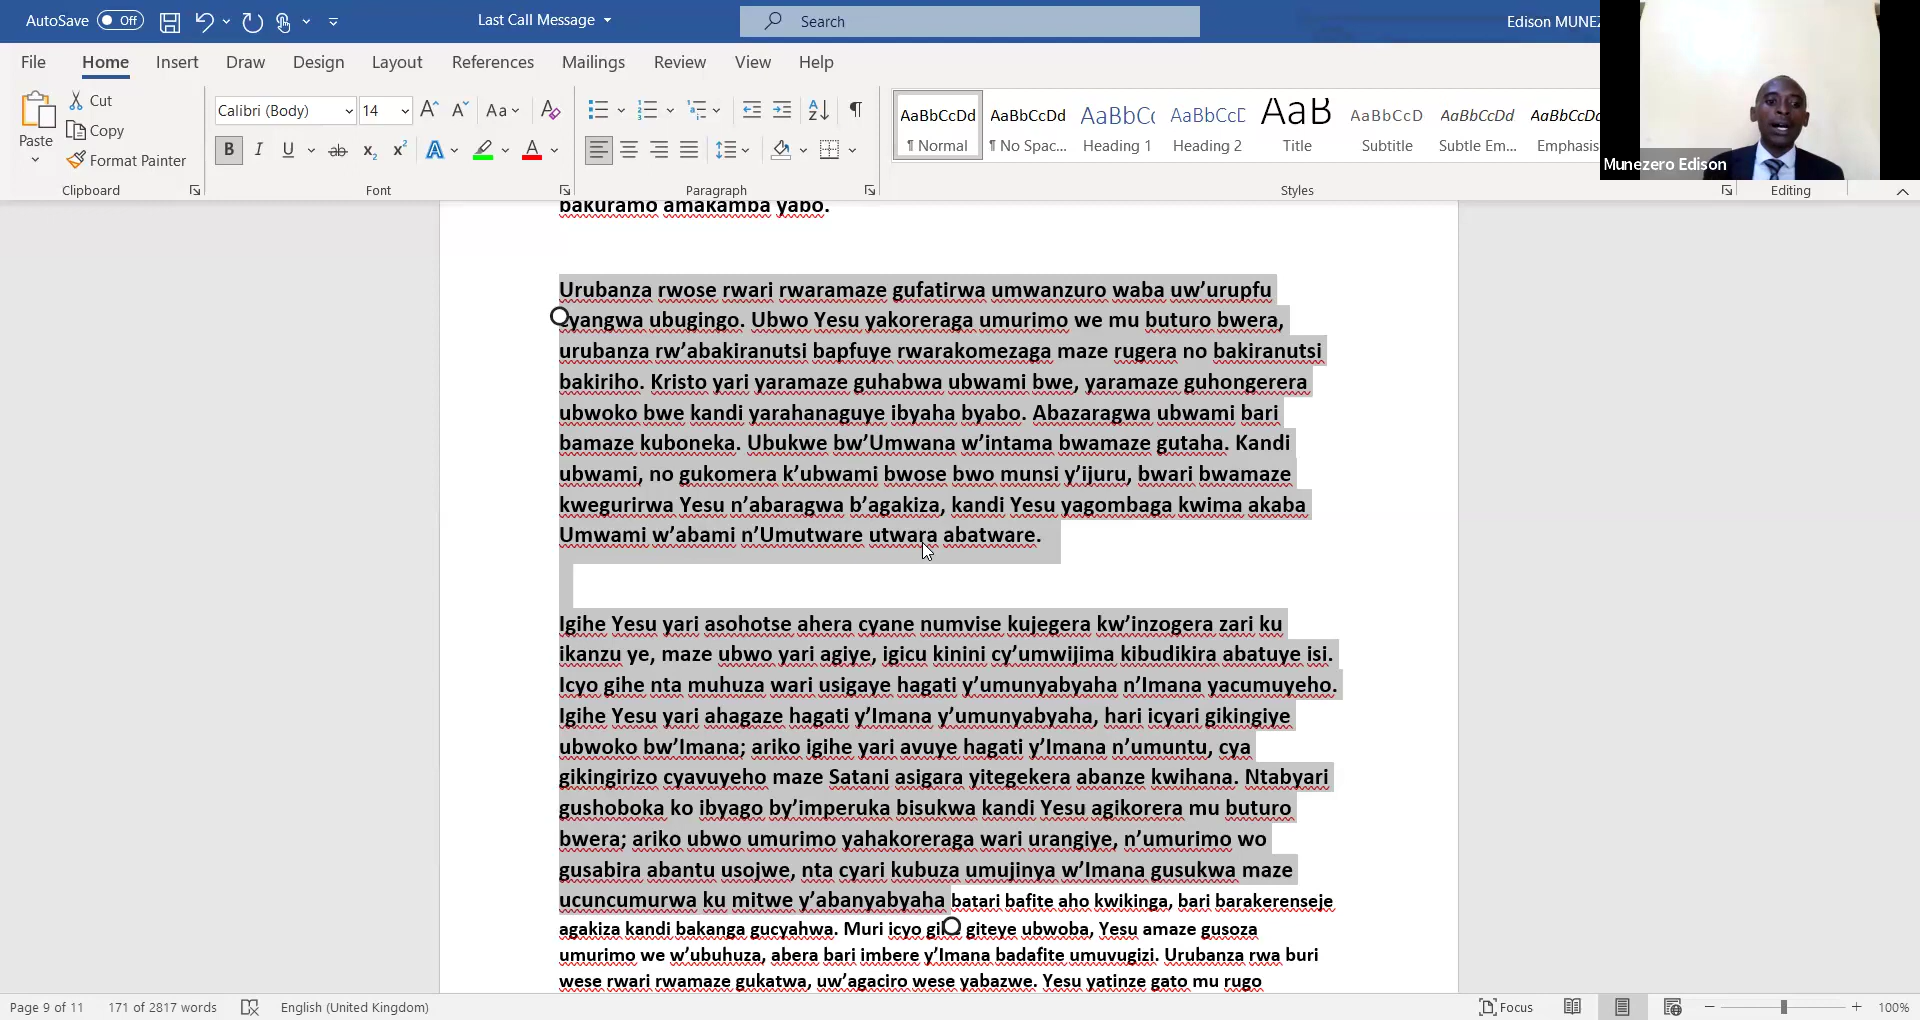 AutoSave Off
Last Call Message
Search
Edison MUNEZ
File Home Insert Draw Design Layout References Mailings Review View Help
Paste
Cut
Copy
Format Painter
Clipboard
Calibri (Body) 14
Font
Paragraph
AaBbCcDd AaBbCcDd AaBbCc AaBbCcD AaB AaBbCcD AaBbCcDd AaBbCcDd
¶ Normal ¶ No Spac... Heading 1 Heading 2 Title Subtitle Subtle Em... Emphasis
Styles
Editing
Munezero Edison
bakuramo amakamba yabo.
Urubanza rwose rwari rwaramaze gufatirwa umwanzuro waba uw’urupfu
cyangwa ubugingo. Ubwo Yesu yakoreraga umurimo we mu buturo bwera,
urubanza rw’abakiranutsi bapfuye rwarakomezaga maze rugera no bakiranutsi
bakiriho. Kristo yari yaramaze guhabwa ubwami bwe, yaramaze guhongerera
ubwoko bwe kandi yarahanaguye ibyaha byabo. Abazaragwa ubwami bari
bamaze kuboneka. Ubukwe bw’Umwana w’intama bwamaze gutaha. Kandi
ubwami, no gukomera k’ubwami bwose bwo munsi y’ijuru, bwari bwamaze
kwegurirwa Yesu n’abaragwa b’agakiza, kandi Yesu yagombaga kwima akaba
Umwami w’abami n’Umutware utwara abatware.
Igihe Yesu yari asohotse ahera cyane numvise kujegera kw’inzogera zari ku
ikanzu ye, maze ubwo yari agiye, igicu kinini cy’umwijima kibudikira abatuye isi.
Icyo gihe nta muhuza wari usigaye hagati y’umunyabyaha n’Imana yacumuyeho.
Igihe Yesu yari ahagaze hagati y’Imana y’umunyabyaha, hari icyari gikingiye
ubwoko bw’Imana; ariko igihe yari avuye hagati y’Imana n’umuntu, cya
gikingirizo cyavuyeho maze Satani asigara yitegekera abanze kwihana. Ntabyari
gushoboka ko ibyago by’imperuka bisukwa kandi Yesu agikorera mu buturo
bwera; ariko ubwo umurimo yahakoreraga wari urangiye, n’umurimo wo
gusabira abantu usojwe, nta cyari kubuza umujinya w’Imana gusukwa maze
ucuncumurwa ku mitwe y’abanyabyaha batari bafite aho kwikinga, bari barakerenseje
agakiza kandi bakanga gucyahwa. Muri icyo gihe giteye ubwoba, Yesu amaze gusoza
umurimo we w’ubuhuza, abera bari imbere y’Imana badafite umuvugizi. Urubanza rwa buri
wese rwari rwamaze gukatwa, uw’agaciro wese yabazwe. Yesu yatinze gato mu rugo
Page 9 of 11 171 of 2817 words English (United Kingdom) Focus 100%